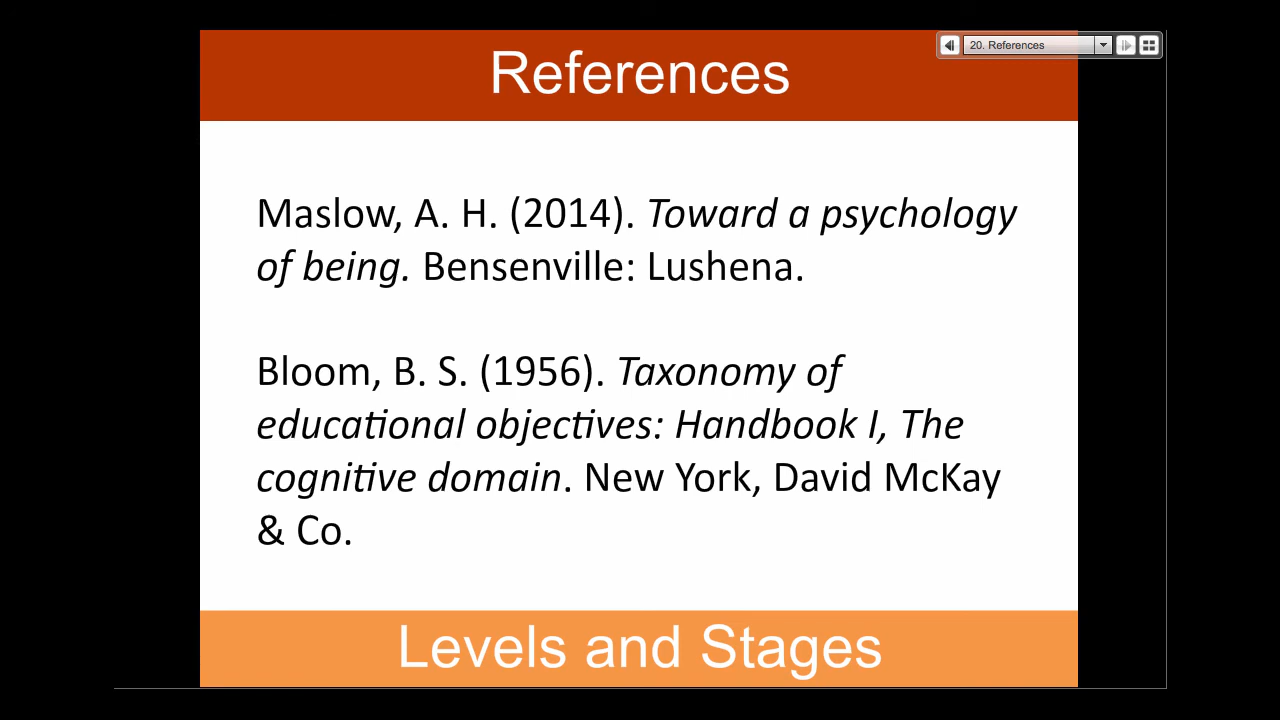 20. References
References
Maslow, A. H. (2014). Toward a psychology
of being. Bensenville: Lushena.
Bloom, B. S. (1956). Taxonomy of
educational objectives: Handbook I, The
cognitive domain. New York, David McKay
& Co.
Levels and Stages